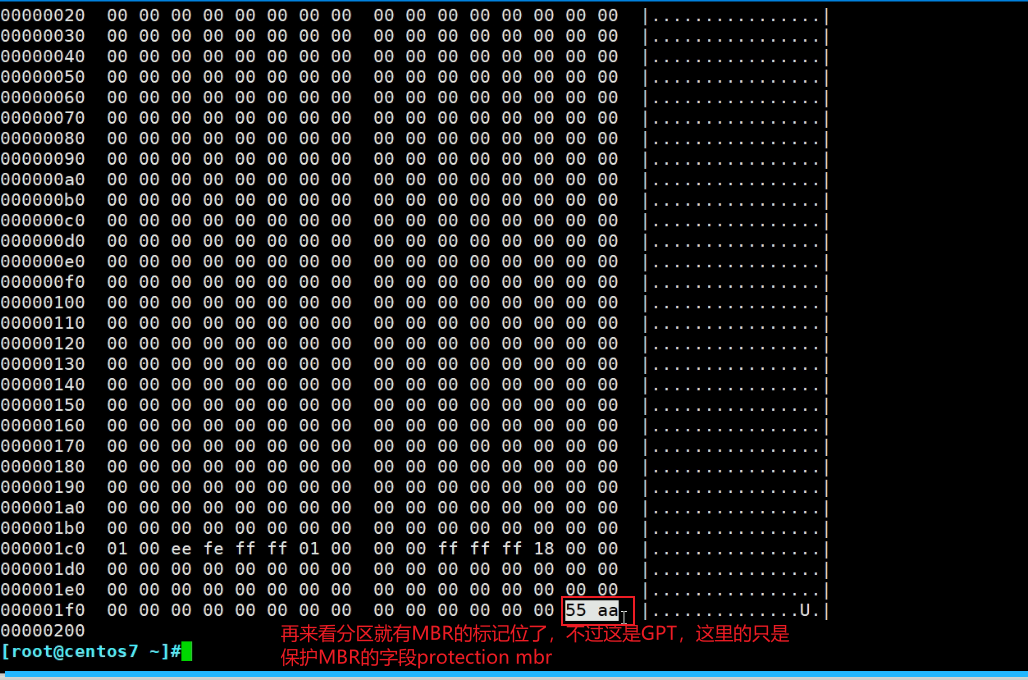 00000020  00 00 00 00 00 00 00 00  00 00 00 00 00 00 00 00  |................|
00000030  00 00 00 00 00 00 00 00  00 00 00 00 00 00 00 00  |................|
00000040  00 00 00 00 00 00 00 00  00 00 00 00 00 00 00 00  |................|
00000050  00 00 00 00 00 00 00 00  00 00 00 00 00 00 00 00  |................|
00000060  00 00 00 00 00 00 00 00  00 00 00 00 00 00 00 00  |................|
00000070  00 00 00 00 00 00 00 00  00 00 00 00 00 00 00 00  |................|
00000080  00 00 00 00 00 00 00 00  00 00 00 00 00 00 00 00  |................|
00000090  00 00 00 00 00 00 00 00  00 00 00 00 00 00 00 00  |................|
000000a0  00 00 00 00 00 00 00 00  00 00 00 00 00 00 00 00  |................|
000000b0  00 00 00 00 00 00 00 00  00 00 00 00 00 00 00 00  |................|
000000c0  00 00 00 00 00 00 00 00  00 00 00 00 00 00 00 00  |................|
000000d0  00 00 00 00 00 00 00 00  00 00 00 00 00 00 00 00  |................|
000000e0  00 00 00 00 00 00 00 00  00 00 00 00 00 00 00 00  |................|
000000f0  00 00 00 00 00 00 00 00  00 00 00 00 00 00 00 00  |................|
00000100  00 00 00 00 00 00 00 00  00 00 00 00 00 00 00 00  |................|
00000110  00 00 00 00 00 00 00 00  00 00 00 00 00 00 00 00  |................|
00000120  00 00 00 00 00 00 00 00  00 00 00 00 00 00 00 00  |................|
00000130  00 00 00 00 00 00 00 00  00 00 00 00 00 00 00 00  |................|
00000140  00 00 00 00 00 00 00 00  00 00 00 00 00 00 00 00  |................|
00000150  00 00 00 00 00 00 00 00  00 00 00 00 00 00 00 00  |................|
00000160  00 00 00 00 00 00 00 00  00 00 00 00 00 00 00 00  |................|
00000170  00 00 00 00 00 00 00 00  00 00 00 00 00 00 00 00  |................|
00000180  00 00 00 00 00 00 00 00  00 00 00 00 00 00 00 00  |................|
00000190  00 00 00 00 00 00 00 00  00 00 00 00 00 00 00 00  |................|
000001a0  00 00 00 00 00 00 00 00  00 00 00 00 00 00 00 00  |................|
000001b0  00 00 00 00 00 00 00 00  00 00 00 00 00 00 00 00  |................|
000001c0  01 00 ee fe ff ff 01 00  00 00 ff ff ff 18 00 00  |................|
000001d0  00 00 00 00 00 00 00 00  00 00 00 00 00 00 00 00  |................|
000001e0  00 00 00 00 00 00 00 00  00 00 00 00 00 00 00 00  |................|
000001f0  00 00 00 00 00 00 00 00  00 00 00 00 00 00 55 aa  |..............U.|
00000200
再来看分区就有MBR的标记位了，不过这是GPT，这里的只是
保护MBR的字段protection mbr
[root@centos7 ~]#